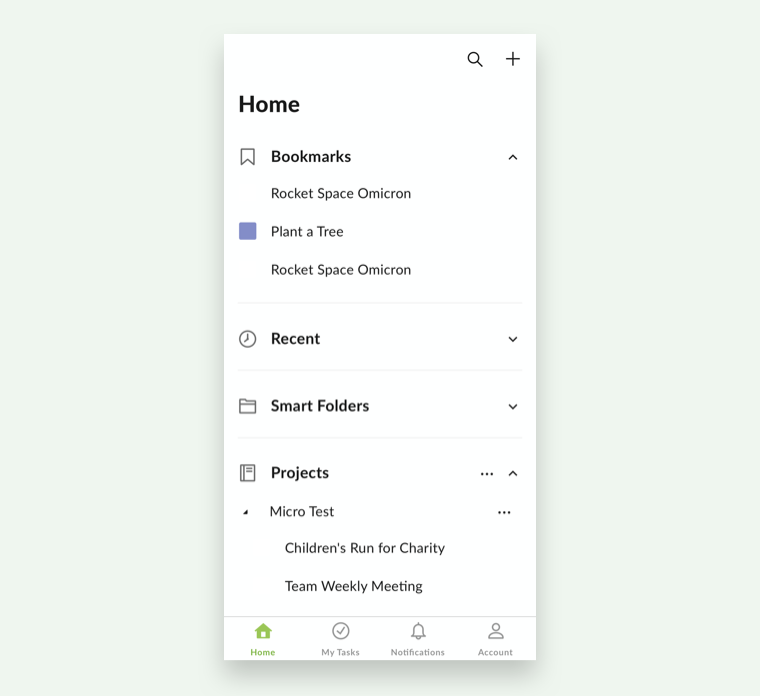 Home
Bookmarks
Rocket Space Omicron
Plant a Tree
Rocket Space Omicron
Recent
Smart Folders
Projects
Micro Test
Children's Run for Charity
Team Weekly Meeting
Home
My Tasks
Notifications
Account